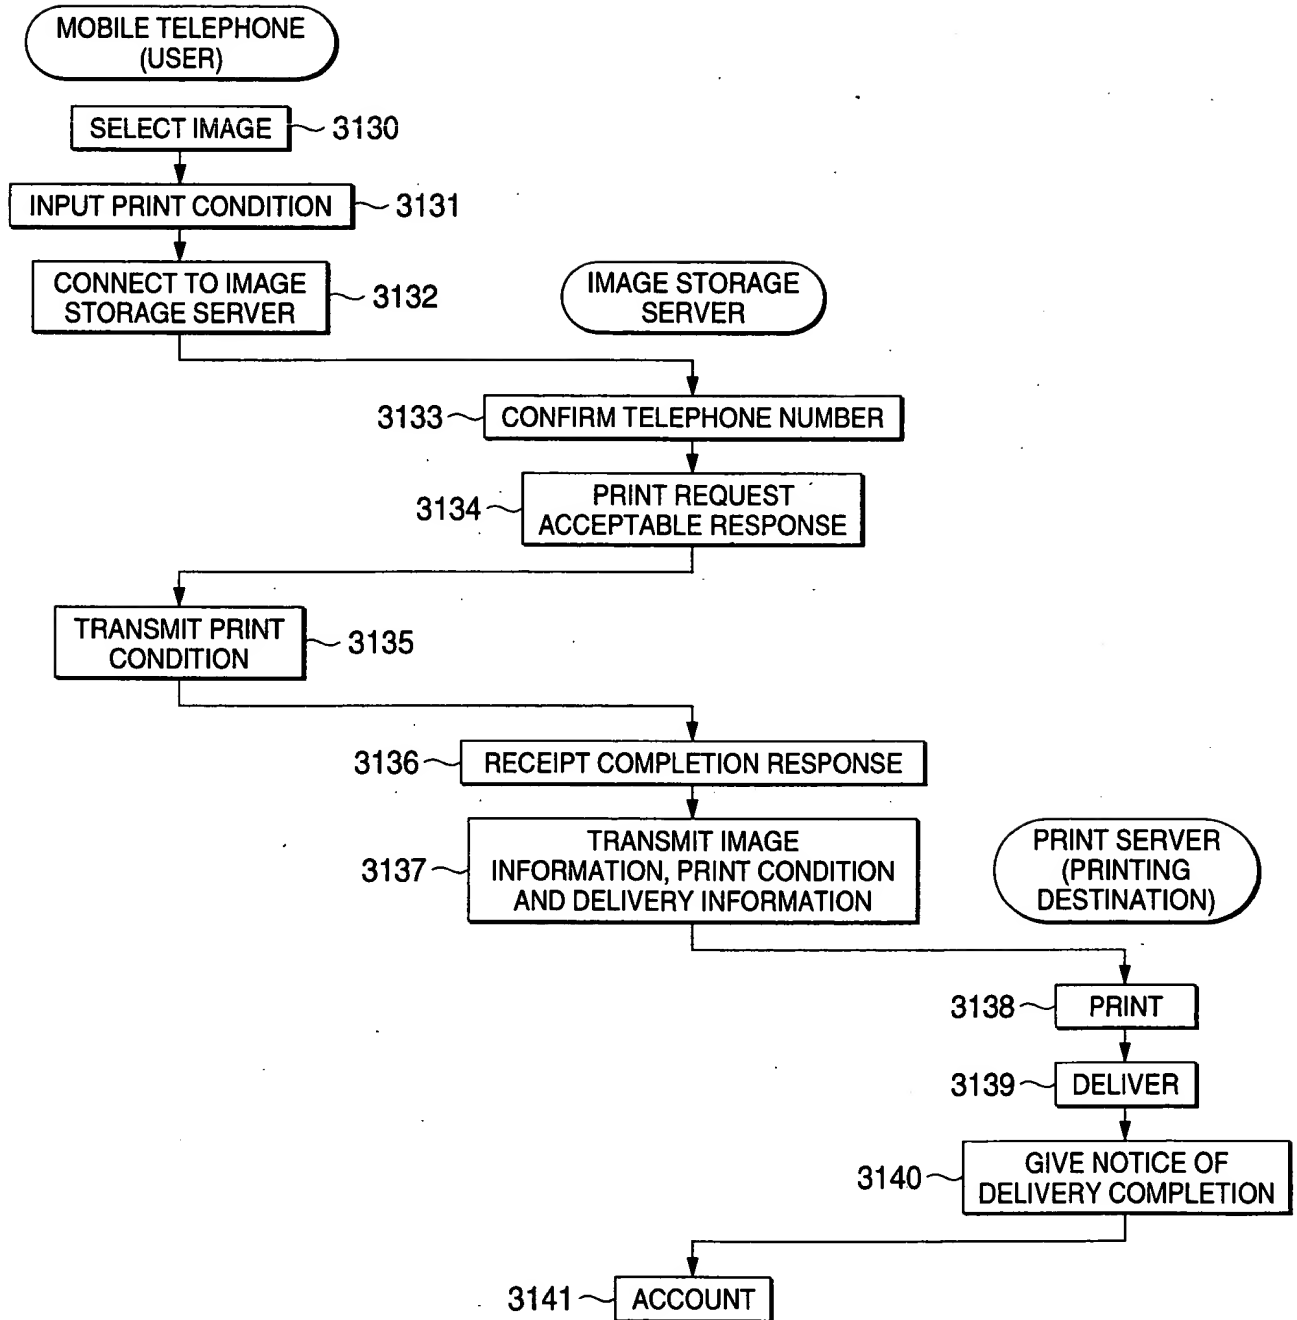 MOBILE TELEPHONE
(USER)
SELECT IMAGE
3130
INPUT PRINT CONDITION
3131
CONNECT TO IMAGE
STORAGE SERVER
3132
IMAGE STORAGE
SERVER
3133
CONFIRM TELEPHONE NUMBER
3134
PRINT REQUEST
ACCEPTABLE RESPONSE
TRANSMIT PRINT
CONDITION
3135
3136
RECEIPT COMPLETION RESPONSE
3137
TRANSMIT IMAGE
INFORMATION, PRINT CONDITION
AND DELIVERY INFORMATION
PRINT SERVER
(PRINTING
DESTINATION)
3138
PRINT
3139
DELIVER
3140
GIVE NOTICE OF
DELIVERY COMPLETION
3141
ACCOUNT